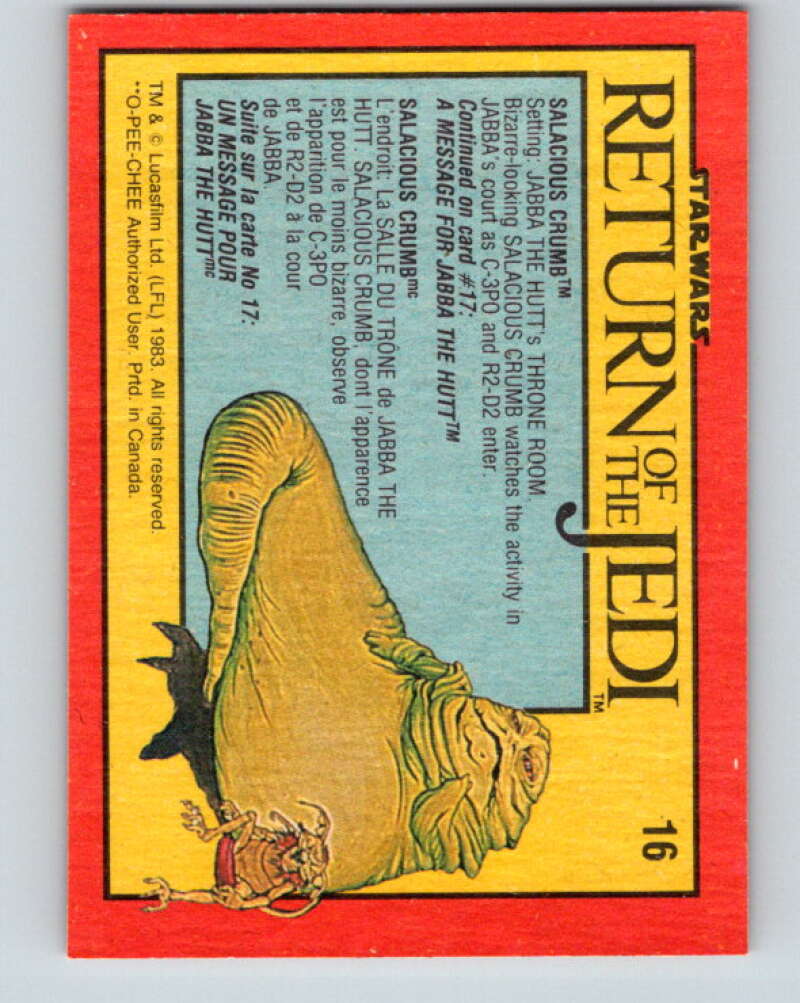 STAR WARS
RETURN OF THE JEDI™
16
SALACIOUS CRUMB™
Setting: JABBA THE HUTT's THRONE ROOM.
Bizarre-looking SALACIOUS CRUMB watches the activity in
JABBA's court as C-3PO and R2-D2 enter.
Continued on card #17:
A MESSAGE FOR JABBA THE HUTT™
SALACIOUS CRUMBmc
L'endroit: La SALLE DU TRÔNE de JABBA THE
HUTT. SALACIOUS CRUMB, dont l'apparence
est pour le moins bizarre, observe
l'apparition de C-3PO
et de R2-D2 à la cour
de JABBA.
Suite sur la carte No 17:
UN MESSAGE POUR
JABBA THE HUTTmc
TM & © Lucasfilm Ltd. (LFL) 1983. All rights reserved.
**O-PEE-CHEE Authorized User. Prtd. in Canada.